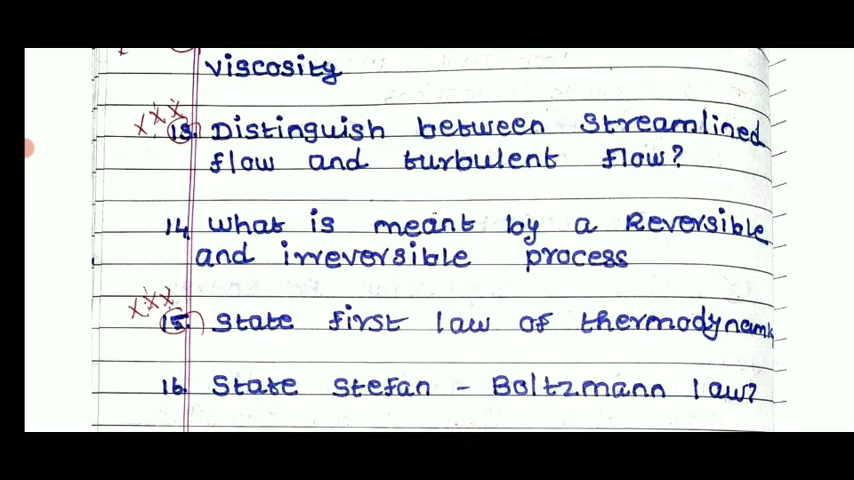 viscosity
x x x
13. Distinguish between streamlined
flow and turbulent flow?
14. What is meant by a Reversible
and irreversible process
x x x
15. State first law of thermodynamic
16. State Stefan - Boltzmann law?